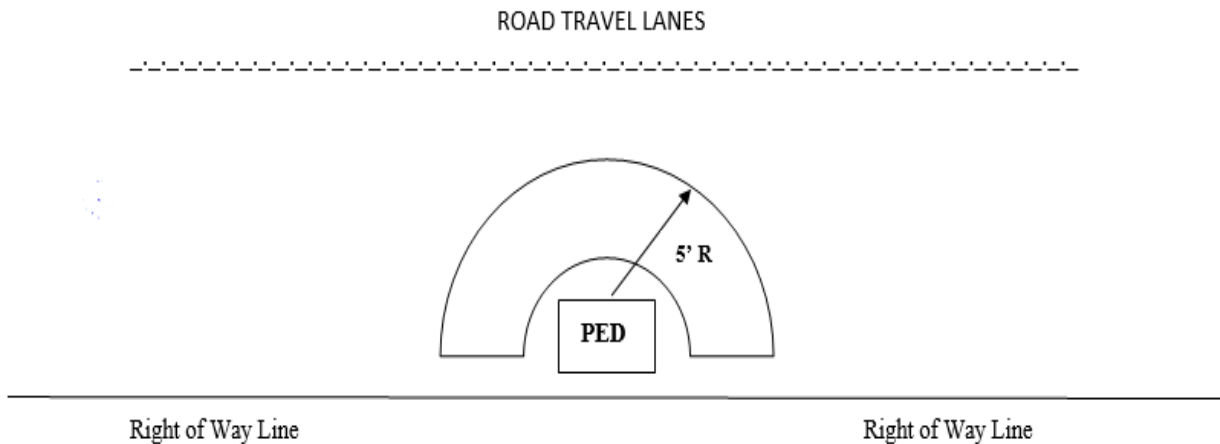 ROAD TRAVEL LANES
5’ R
PED
Right of Way Line
Right of Way Line